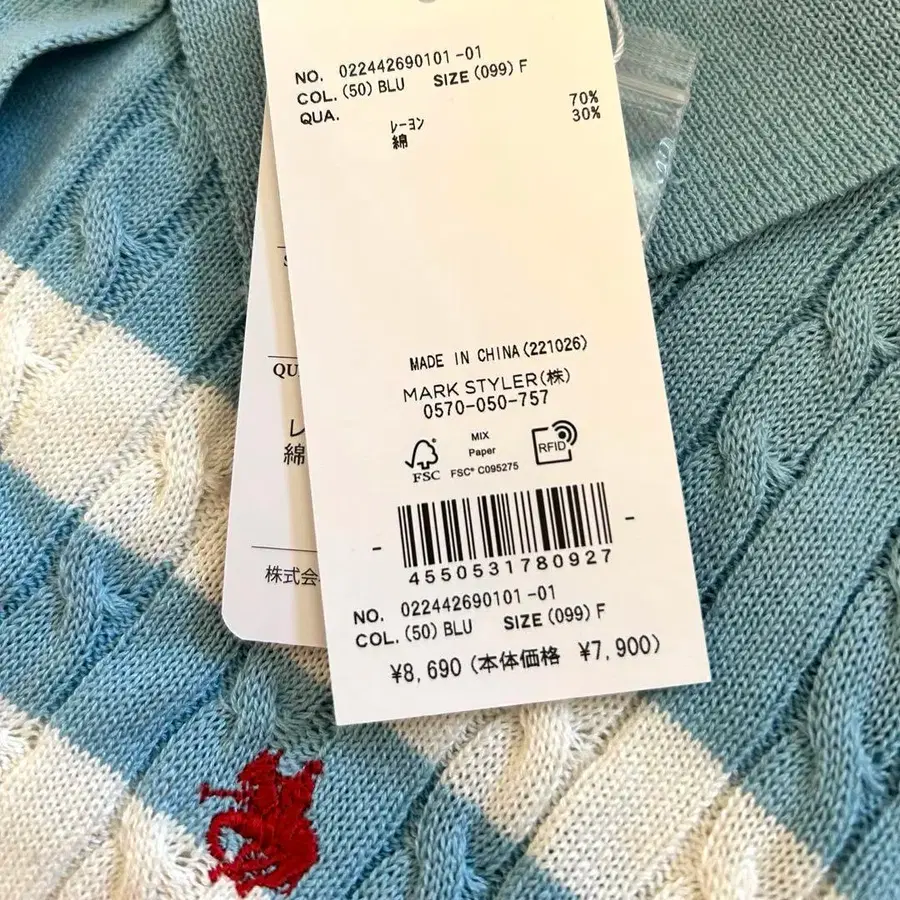 NO. 022442690101-01
COL. (50) BLU SIZE (099) F
QUA. 70%
ﾚｰﾖﾝ 30%
綿
MADE IN CHINA (221026)
MARK STYLER (株)
0570-050-757
FSC
MIX
Paper
FSC® C095275
RFID
4550531780927
NO. 022442690101-01
COL. (50) BLU SIZE (099) F
¥8,690 (本体価格 ¥7,900)
QU
レ
綿
株式会